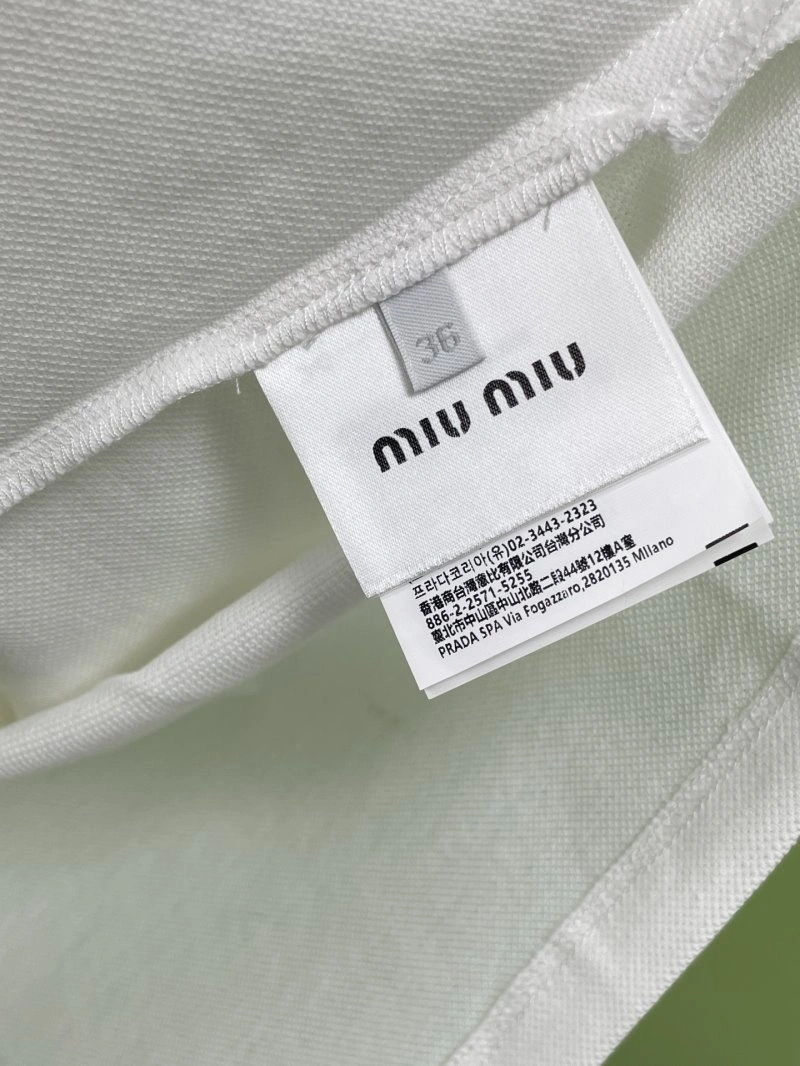 36
miu miu
프라다코리아(유)02-3443-2323
香港商台灣意比有限公司台灣分公司
886-2-2571-5255
臺北市中山區中山北路二段44號12樓A室
PRADA SPA Via Fogazzaro,2820135 Milano